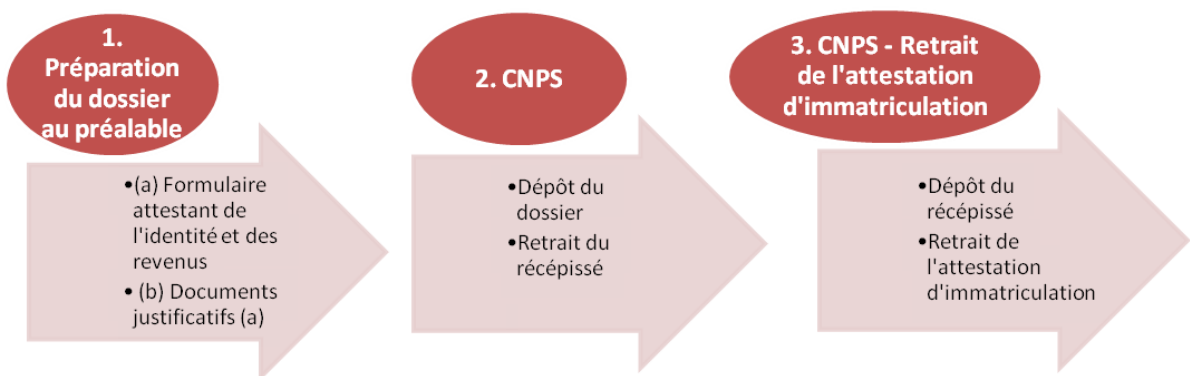 1.
Préparation
du dossier
au préalable
•(a) Formulaire
attestant de
l'identité et des
revenus
• (b) Documents
justificatifs (a)
2. CNPS
•Dépôt du
dossier
•Retrait du
récépissé
3. CNPS - Retrait
de l'attestation
d'immatriculation
•Dépôt du
récépissé
•Retrait de
l'attestation
d'immatriculation